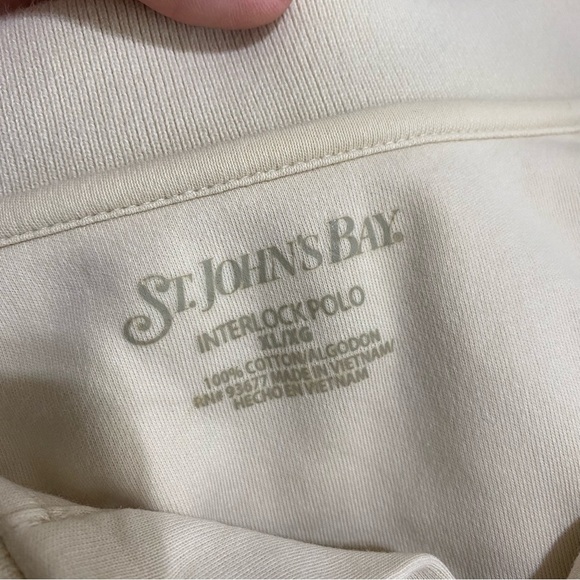 ST. JOHN'S BAY.
INTERLOCK POLO
XL/XG
100% COTTON/ALGODON
RN# 93677 MADE IN VIETNAM/
HECHO EN VIETNAM